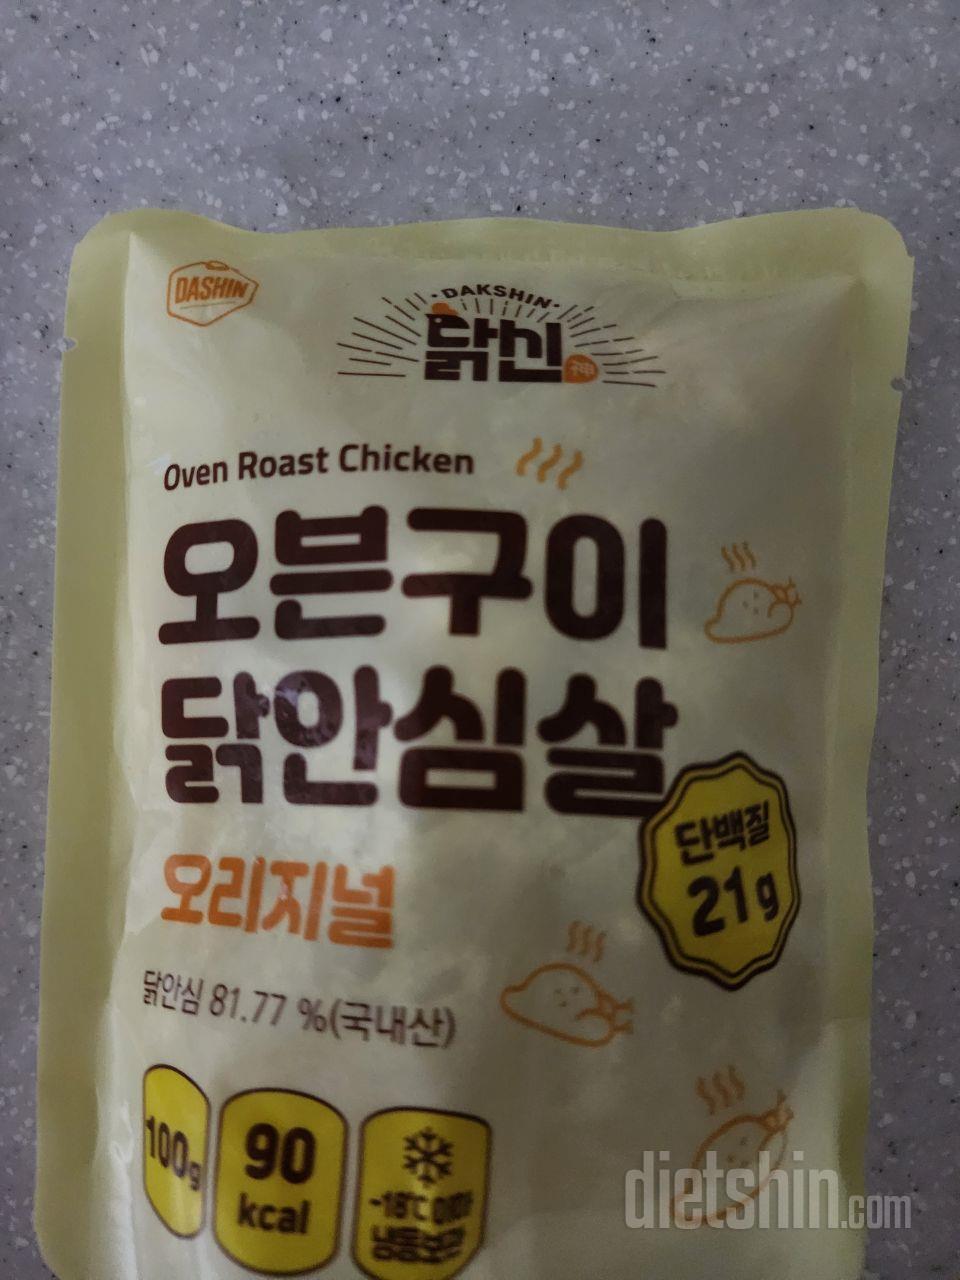 DASHIN
·DAKSHIN·
닭신
神
Oven Roast Chicken
오븐구이
닭안심살
오리지널
단백질
21g
닭안심 81.77 %(국내산)
100g
90
kcal
-18℃ 이하
냉동보관
dietshin.com